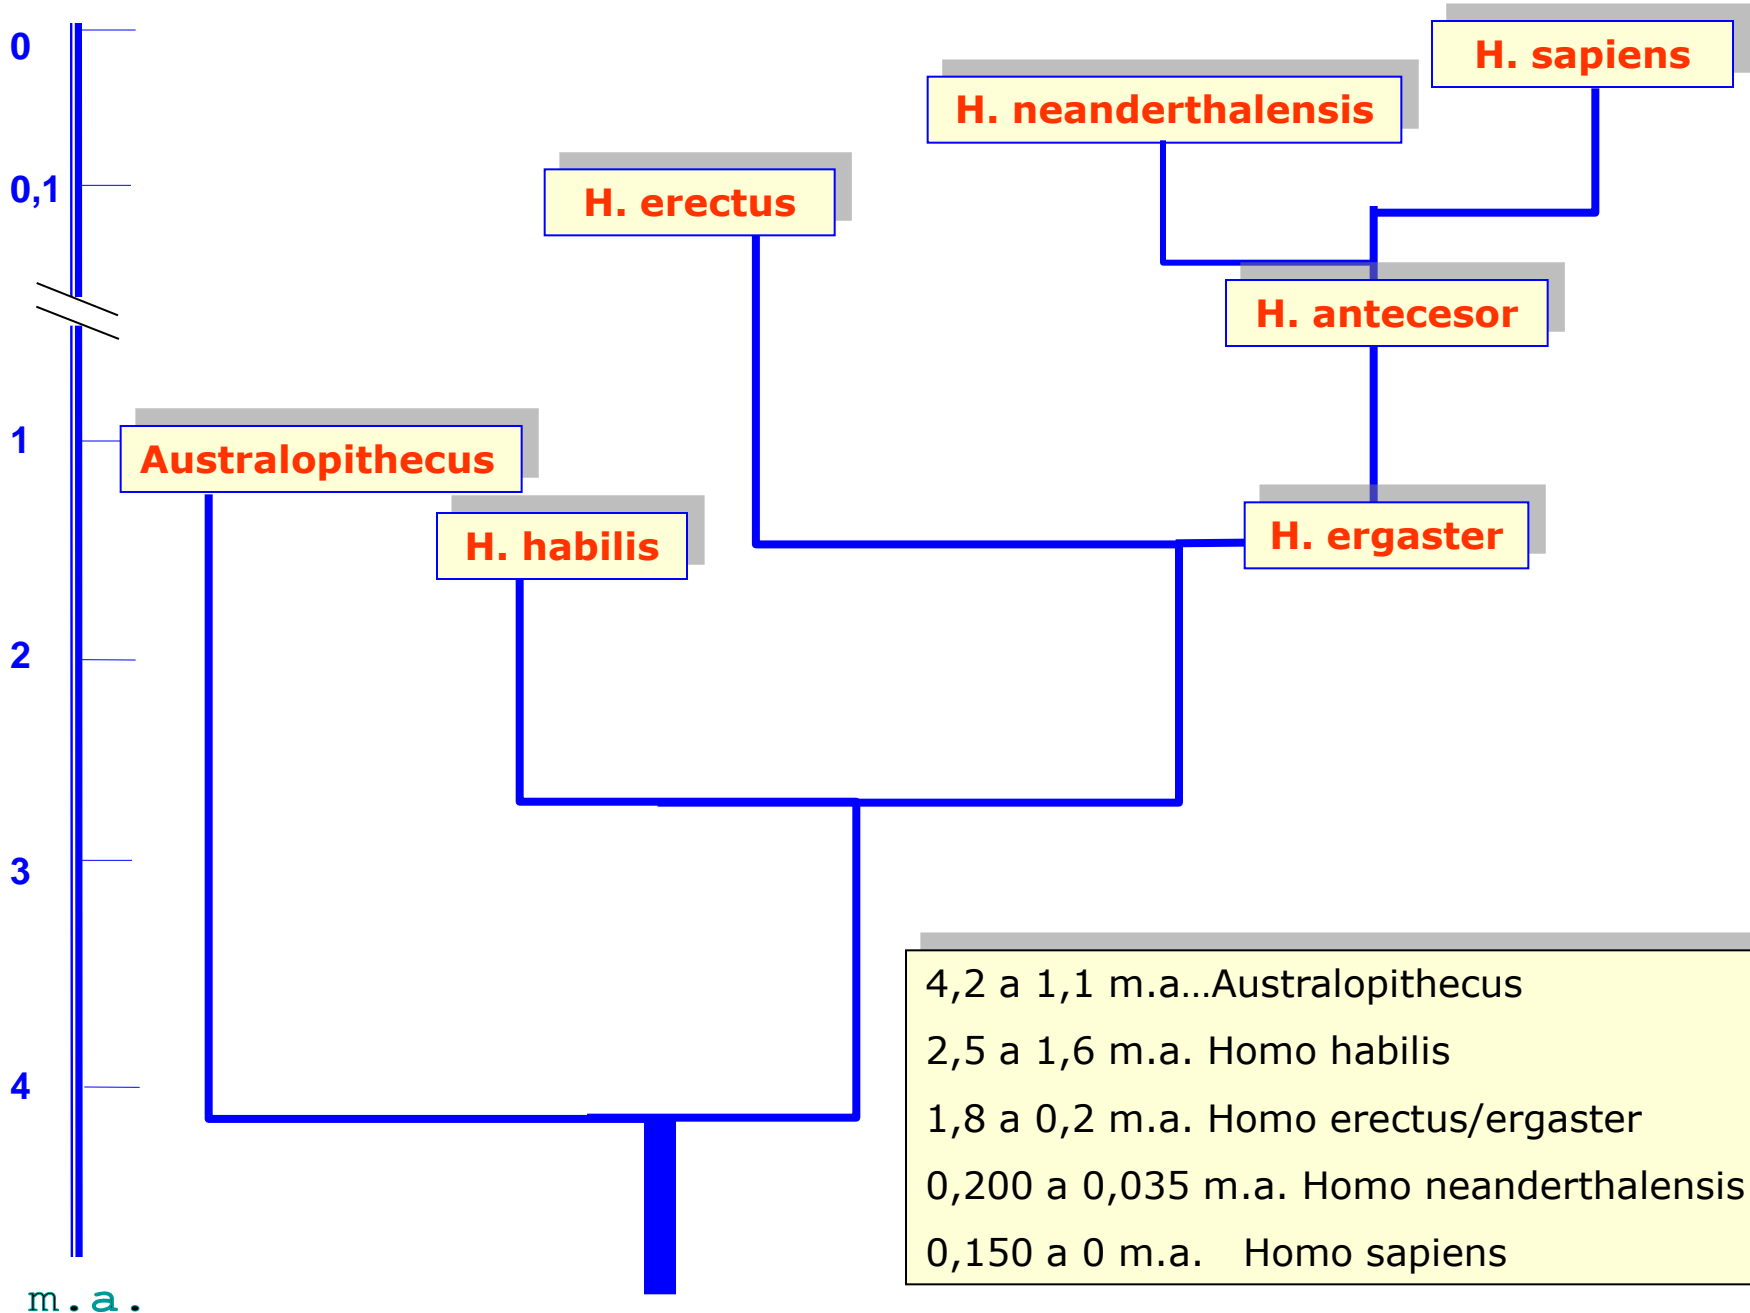 0
H. sapiens
H. neanderthalensis
0,1
H. erectus
H. antecesor
1
Australopithecus
H. habilis
H. ergaster
2
3
4
4,2 a 1,1 m.a…Australopithecus
2,5 a 1,6 m.a. Homo habilis
1,8 a 0,2 m.a. Homo erectus/ergaster
0,200 a 0,035 m.a. Homo neanderthalensis
0,150 a 0 m.a. Homo sapiens
m.a.